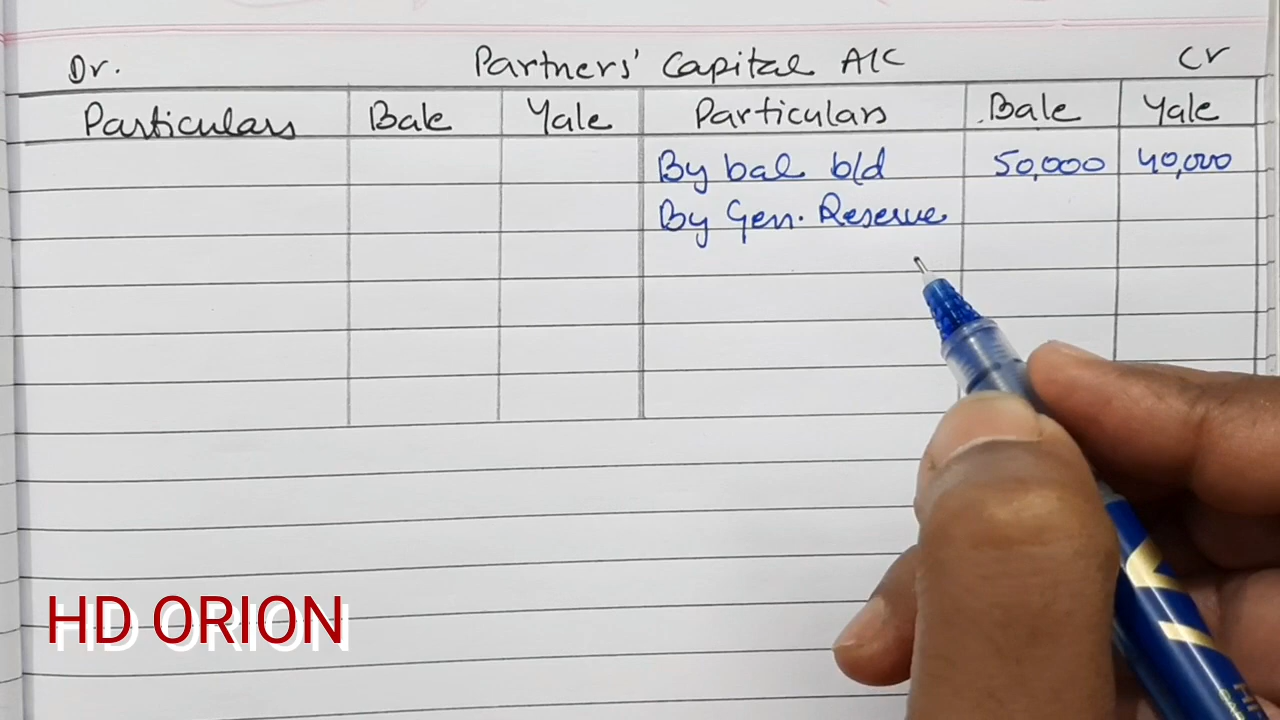 Dr. Partners' Capital A/C Cr
Particulars Bale Yale Particulars Bale Yale
By bal b/d 50,000 40,000
By Gen. Reserve
HD ORION